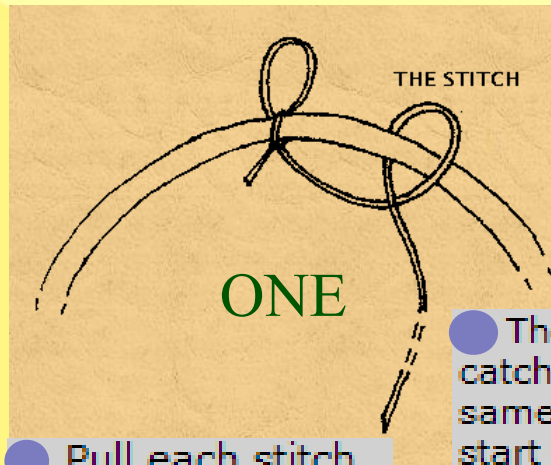 THE STITCH
ONE
The
catch
same
start
Pull each stitch